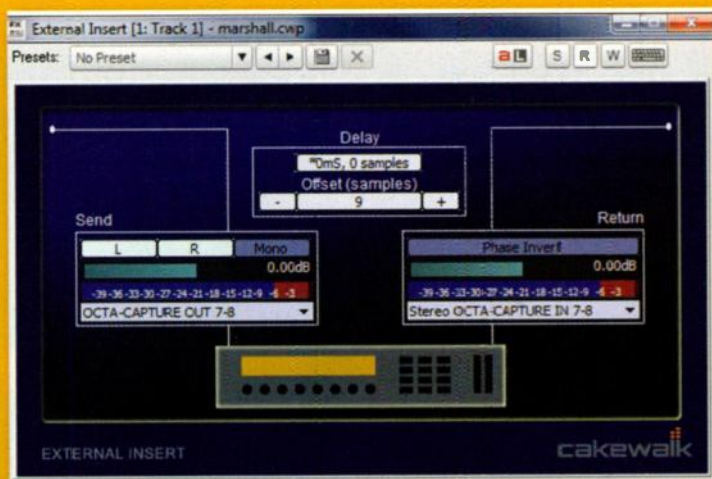 External Insert [1: Track 1] - marshall.cwp
Presets: No Preset
S R W
Delay
*0mS, 0 samples
Offset (samples)
- 9 +
Send
Return
L R Mono
Phase Invert
0.00dB
0.00dB
-39-36-33-30-27-24-21-18-15-12-9 -6 -3
-39-36-33-30-27-24-21-18-15-12-9 -6 -3
OCTA-CAPTURE OUT 7-8
Stereo OCTA-CAPTURE IN 7-8
EXTERNAL INSERT
cakewalk